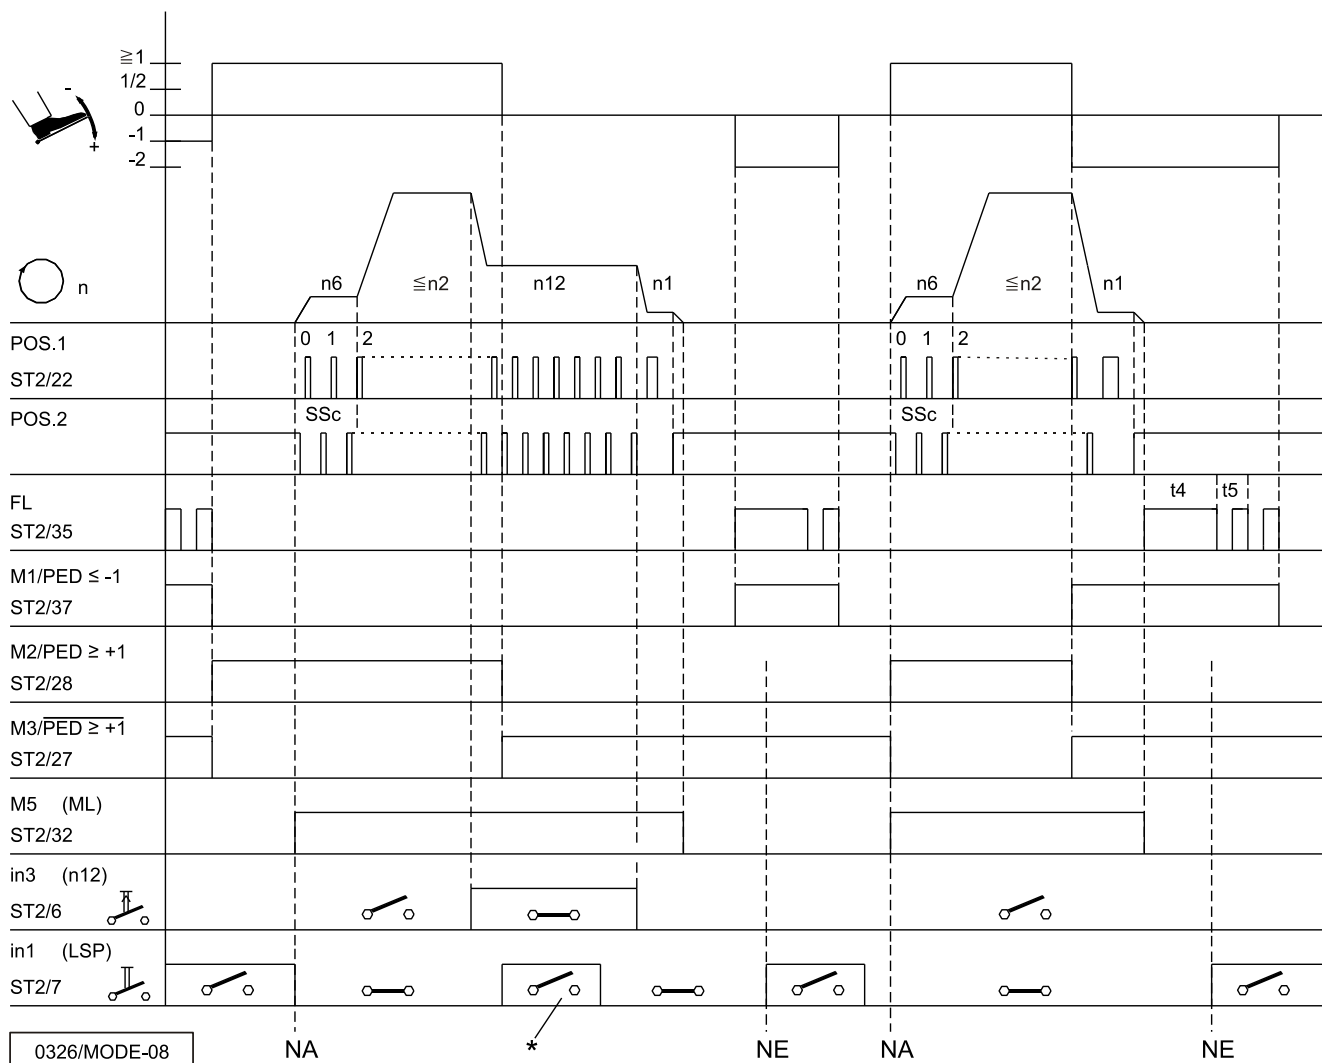 ≧1
1/2
0
-1
-2
-
+
n
n6 ≦n2 n12 n1 n6 ≦n2 n1
POS.1 0 1 2 0 1 2
ST2/22
POS.2 SSc SSc
FL t4 t5
ST2/35
M1/PED ≤ -1
ST2/37
M2/PED ≥ +1
ST2/28
M3/PED ≥ +1
ST2/27
M5 (ML)
ST2/32
in3 (n12)
ST2/6
in1 (LSP)
ST2/7
0326/MODE-08 NA * NE NA NE